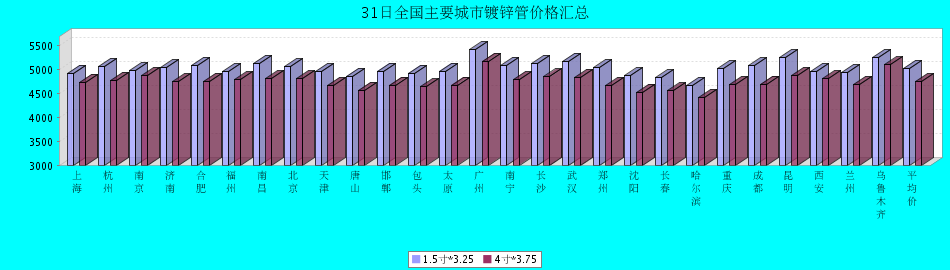 31日全国主要城市镀锌管价格汇总
5500
5000
4500
4000
3500
3000
上海 杭州 南京 济南 合肥 福州 南昌 北京 天津 唐山 邯郸 包头 太原 广州 南宁 长沙 武汉 郑州 沈阳 长春 哈尔滨 重庆 成都 昆明 西安 兰州 乌鲁木齐 平均价
1.5寸*3.25 4寸*3.75